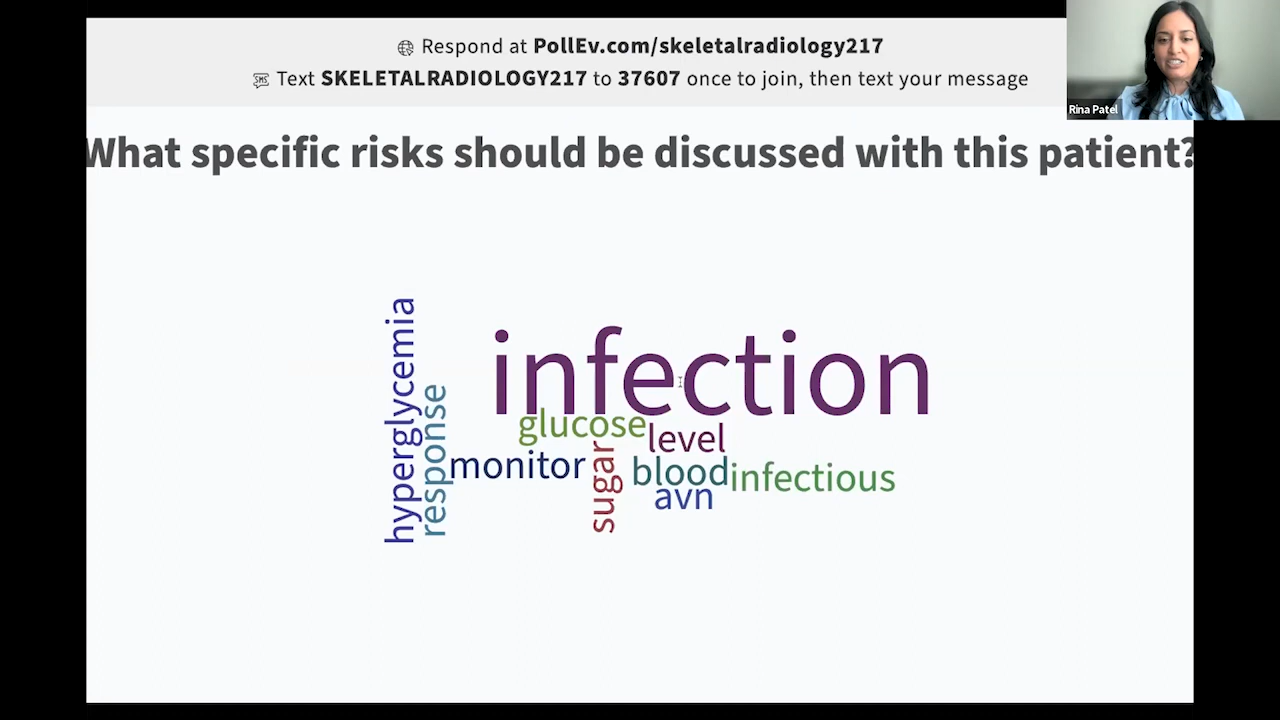 Respond at PollEv.com/skeletalradiology217
Text SKELETALRADIOLOGY217 to 37607 once to join, then text your message
Rina Patel
What specific risks should be discussed with this patient?
hyperglycemia
response
infection
glucose
level
monitor
sugar
blood
infectious
avn